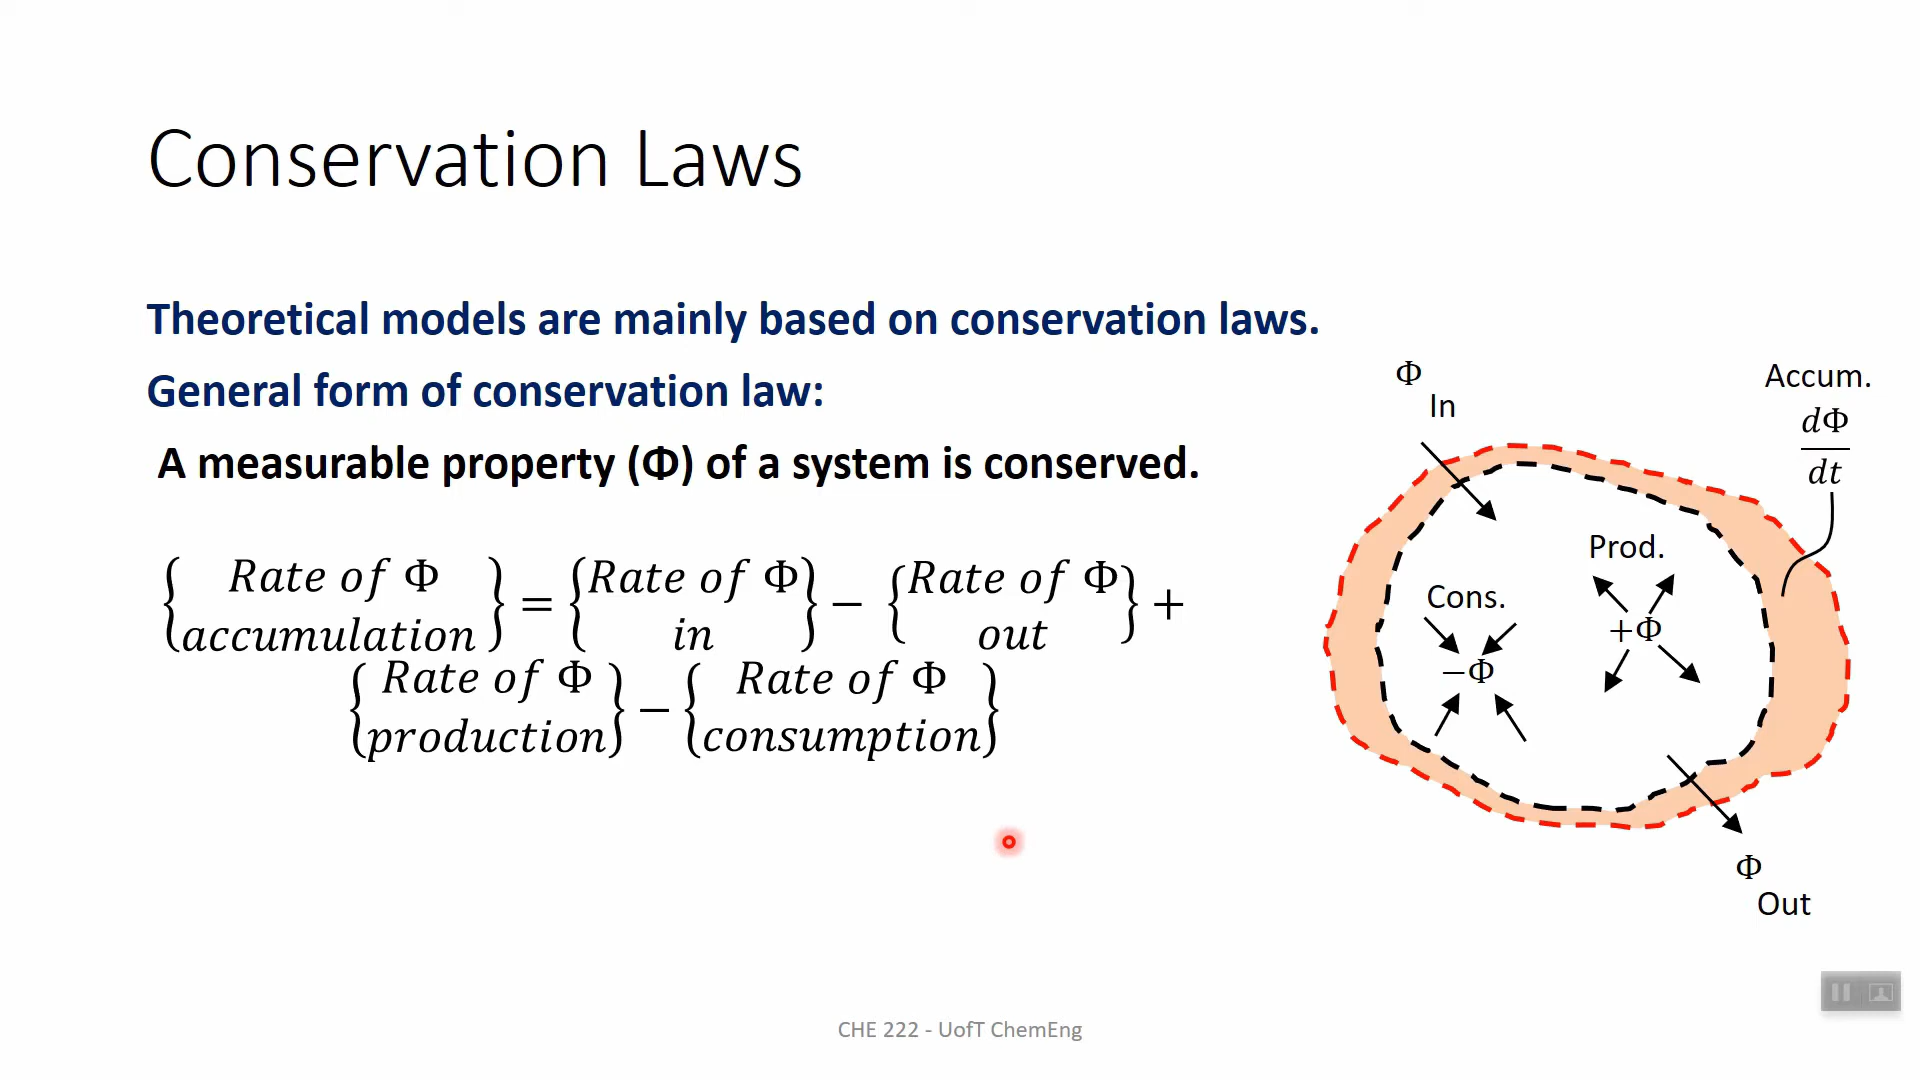 Conservation Laws
Theoretical models are mainly based on conservation laws.
General form of conservation law:
A measurable property (Φ) of a system is conserved.
{Rate of Φ accumulation} = {Rate of Φ in} − {Rate of Φ out} +
{Rate of Φ production} − {Rate of Φ consumption}
Φ
In
Accum.
dΦ
dt
Prod.
+Φ
Cons.
−Φ
Φ
Out
CHE 222 - UofT ChemEng